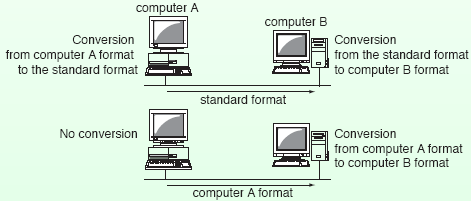 computer A
computer B
Conversion
from computer A format
to the standard format
Conversion
from the standard format
to computer B format
standard format
No conversion
Conversion
from computer A format
to computer B format
computer A format